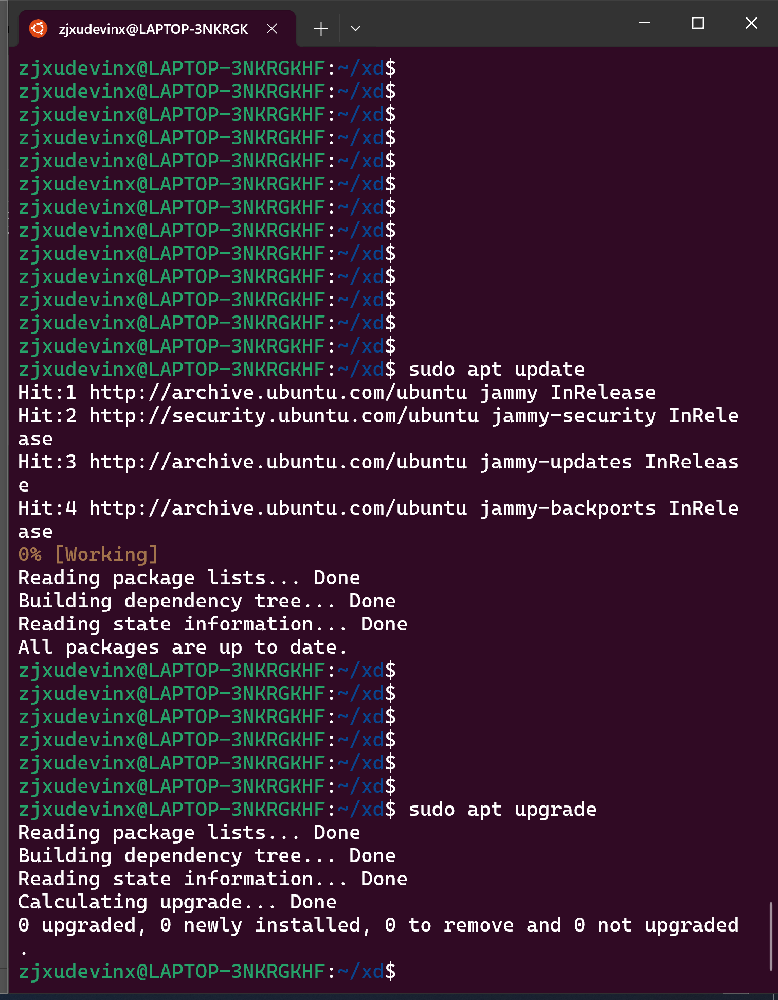 zjxudevinx@LAPTOP-3NKRGK
zjxudevinx@LAPTOP-3NKRGKHF:~/xd$
zjxudevinx@LAPTOP-3NKRGKHF:~/xd$
zjxudevinx@LAPTOP-3NKRGKHF:~/xd$
zjxudevinx@LAPTOP-3NKRGKHF:~/xd$
zjxudevinx@LAPTOP-3NKRGKHF:~/xd$
zjxudevinx@LAPTOP-3NKRGKHF:~/xd$
zjxudevinx@LAPTOP-3NKRGKHF:~/xd$
zjxudevinx@LAPTOP-3NKRGKHF:~/xd$
zjxudevinx@LAPTOP-3NKRGKHF:~/xd$
zjxudevinx@LAPTOP-3NKRGKHF:~/xd$
zjxudevinx@LAPTOP-3NKRGKHF:~/xd$
zjxudevinx@LAPTOP-3NKRGKHF:~/xd$
zjxudevinx@LAPTOP-3NKRGKHF:~/xd$
zjxudevinx@LAPTOP-3NKRGKHF:~/xd$ sudo apt update
Hit:1 http://archive.ubuntu.com/ubuntu jammy InRelease
Hit:2 http://security.ubuntu.com/ubuntu jammy-security InRele
ase
Hit:3 http://archive.ubuntu.com/ubuntu jammy-updates InReleas
e
Hit:4 http://archive.ubuntu.com/ubuntu jammy-backports InRele
ase
0% [Working]
Reading package lists... Done
Building dependency tree... Done
Reading state information... Done
All packages are up to date.
zjxudevinx@LAPTOP-3NKRGKHF:~/xd$
zjxudevinx@LAPTOP-3NKRGKHF:~/xd$
zjxudevinx@LAPTOP-3NKRGKHF:~/xd$
zjxudevinx@LAPTOP-3NKRGKHF:~/xd$
zjxudevinx@LAPTOP-3NKRGKHF:~/xd$
zjxudevinx@LAPTOP-3NKRGKHF:~/xd$
zjxudevinx@LAPTOP-3NKRGKHF:~/xd$ sudo apt upgrade
Reading package lists... Done
Building dependency tree... Done
Reading state information... Done
Calculating upgrade... Done
0 upgraded, 0 newly installed, 0 to remove and 0 not upgraded
.
zjxudevinx@LAPTOP-3NKRGKHF:~/xd$